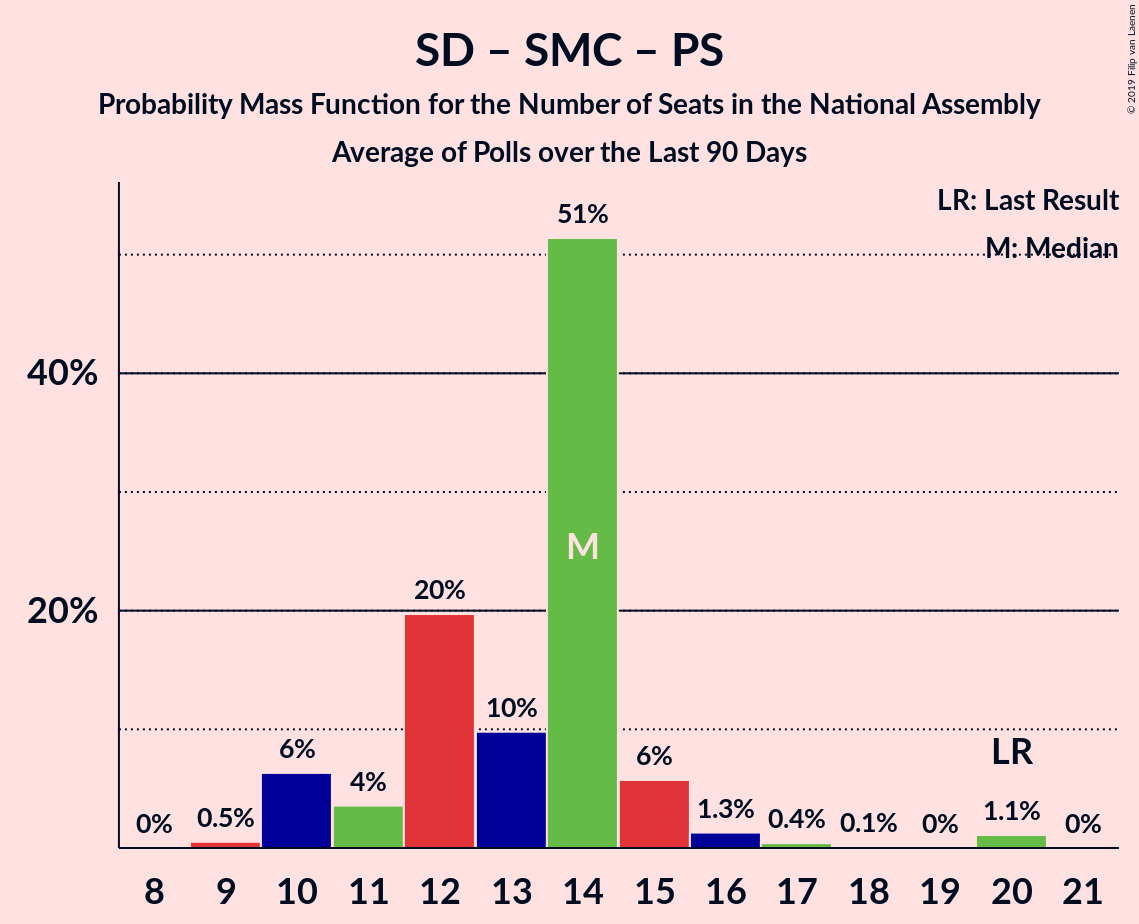 SD – SMC – PS
Probability Mass Function for the Number of Seats in the National Assembly
Average of Polls over the Last 90 Days
© 2019 Filip van Laenen
LR: Last Result
M: Median
51%
40%
M
20%
20%
10%
6%
4%
6%
LR
0%
0.5%
1.3%
0.4%
0.1%
0%
1.1%
0%
8 9 10 11 12 13 14 15 16 17 18 19 20 21